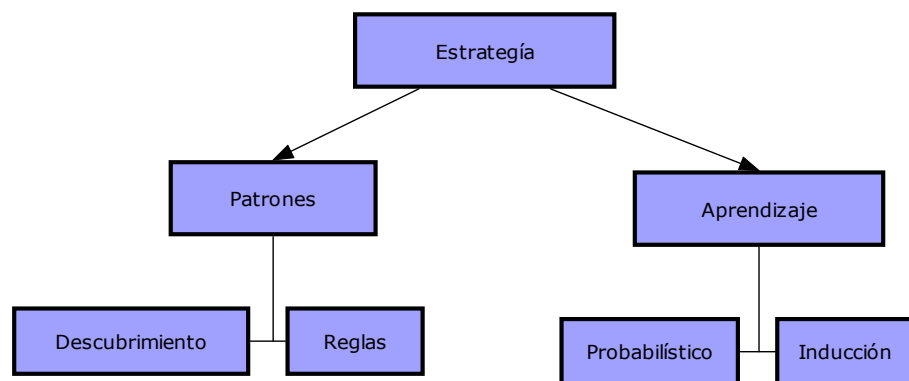 Estrategía
Patrones
Aprendizaje
Descubrimiento
Reglas
Probabilístico
Inducción